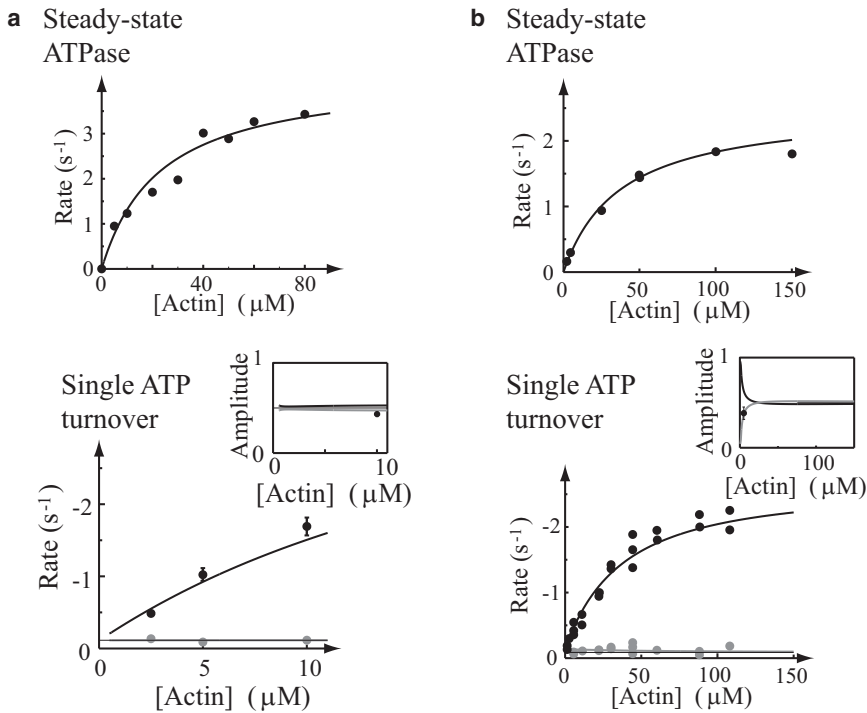 a Steady-state
ATPase
Rate (s-1)
3
2
1
0
0 40 80
[Actin] (μM)
Single ATP
turnover
Amplitude
1
0
0 10
[Actin] (μM)
Rate (s-1)
-2
-1
0
0 5 10
[Actin] (μM)
b Steady-state
ATPase
Rate (s-1)
2
1
0
0 50 100 150
[Actin] (μM)
Single ATP
turnover
Amplitude
1
0
0 100
[Actin] (μM)
Rate (s-1)
-2
-1
0
0 50 100 150
[Actin] (μM)